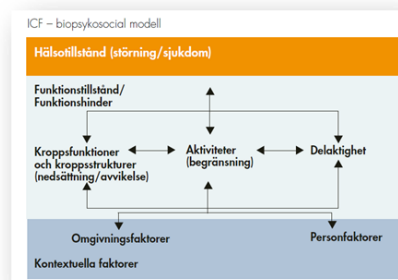 ICF – biopsykosocial modell
Hälsotillstånd (störning/sjukdom)
Funktionstillstånd/
Funktionshinder
Kroppsfunktioner
och kroppsstrukturer
(nedsättning/avvikelse)
Aktiviteter
(begränsning)
Delaktighet
Omgivningsfaktorer
Personfaktorer
Kontextuella faktorer